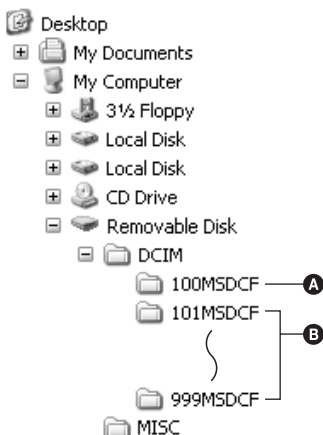 Desktop
My Documents
My Computer
3½ Floppy
Local Disk
Local Disk
CD Drive
Removable Disk
DCIM
100MSDCF A
101MSDCF
B
999MSDCF
MISC